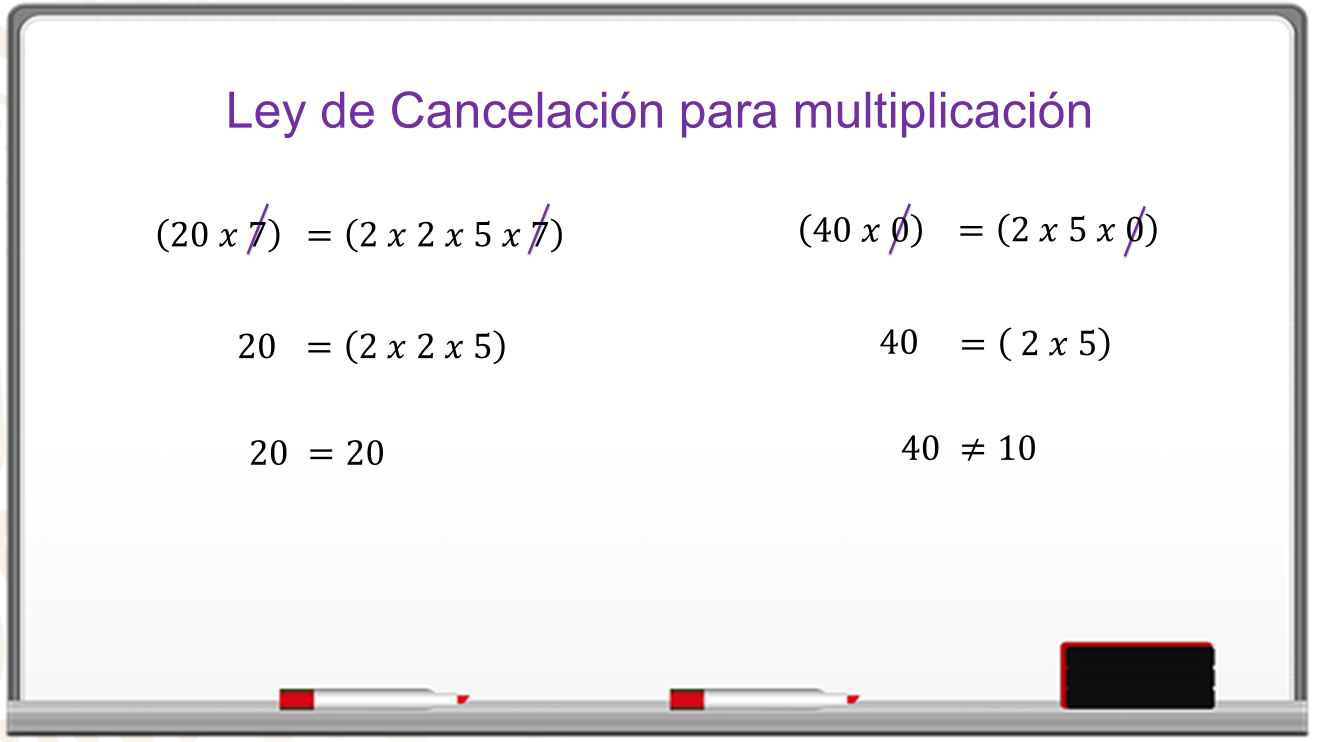 Ley de Cancelación para multiplicación
(20 x 7) = (2 x 2 x 5 x 7)
20 = (2 x 2 x 5)
20 = 20
(40 x 0) = (2 x 5 x 0)
40 = ( 2 x 5)
40 ≠ 10